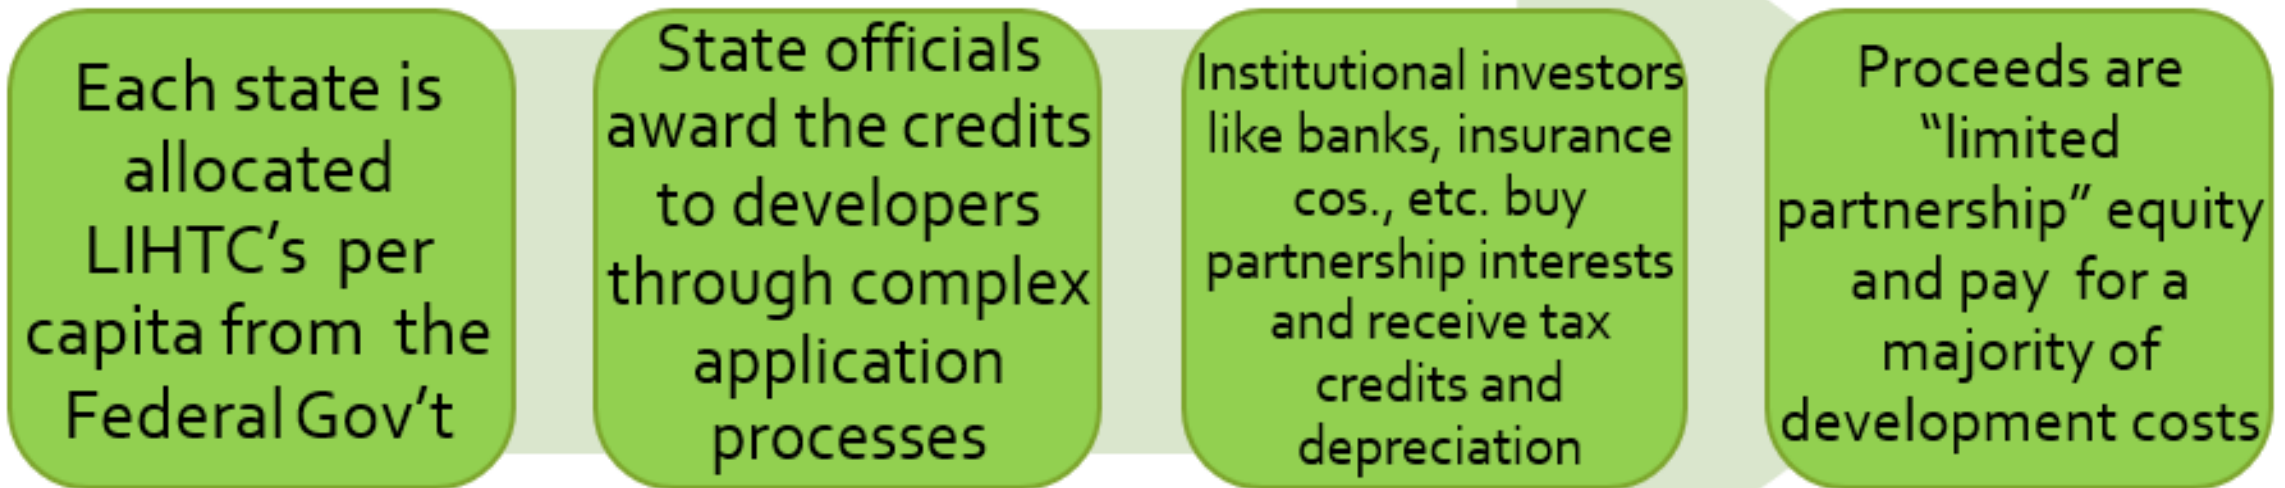 Each state is
allocated
LIHTC’s per
capita from the
Federal Gov’t
State officials
award the credits
to developers
through complex
application
processes
Institutional investors
like banks, insurance
cos., etc. buy
partnership interests
and receive tax
credits and
depreciation
Proceeds are
“limited
partnership” equity
and pay for a
majority of
development costs